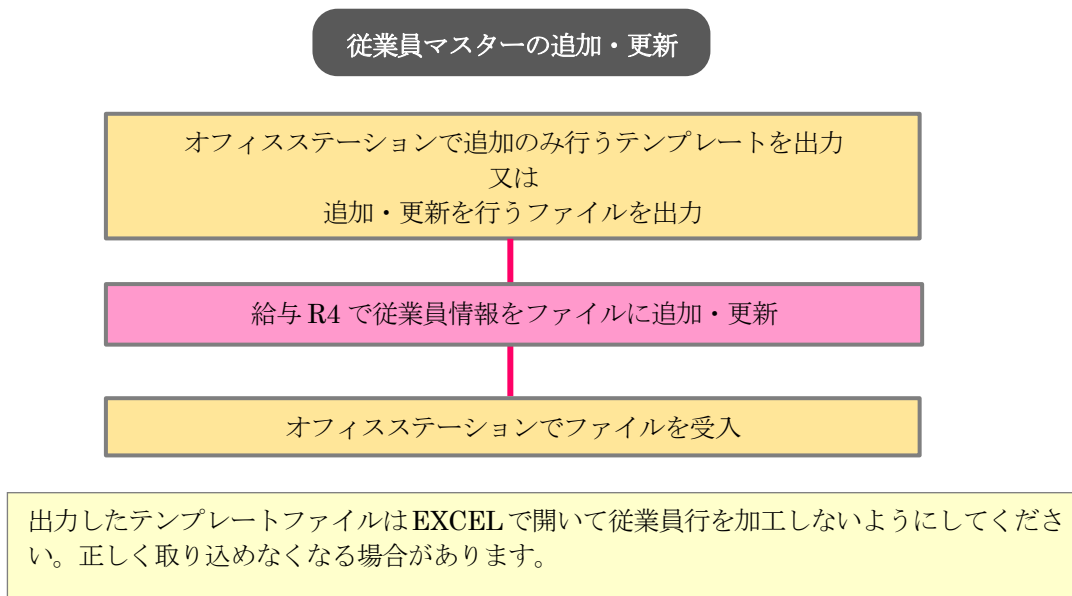 従業員マスターの追加・更新
オフィスステーションで追加のみ行うテンプレートを出力
又は
追加・更新を行うファイルを出力
給与 R4 で従業員情報をファイルに追加・更新
オフィスステーションでファイルを受入
出力したテンプレートファイルは EXCEL で開いて従業員行を加工しないようにしてくださ
い。正しく取り込めなくなる場合があります。